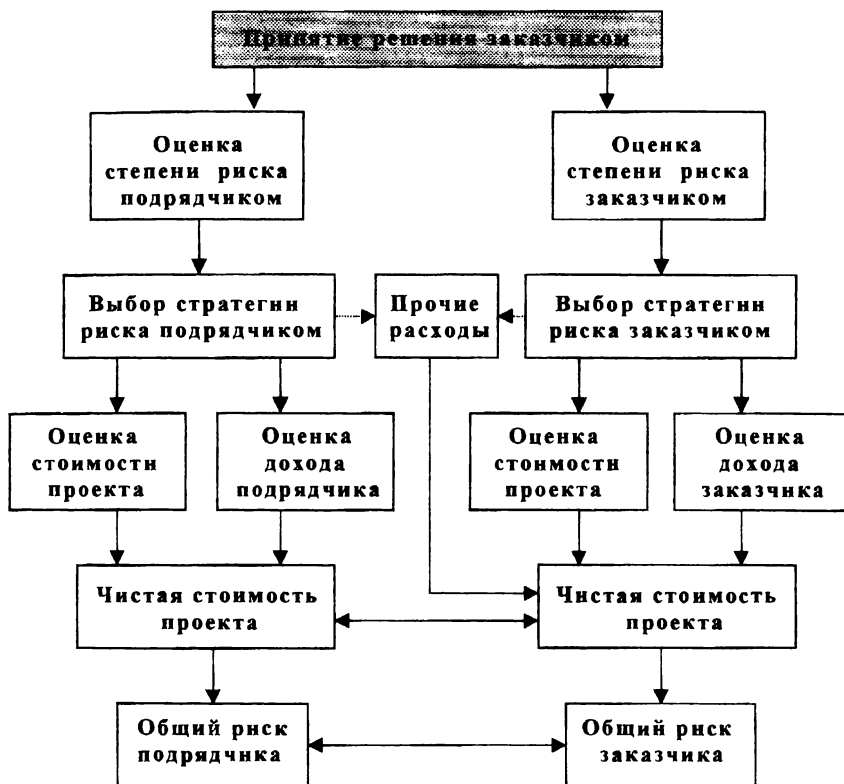 Принятие решения заказчиком
Оценка
степени риска
подрядчиком
Оценка
степени риска
заказчиком
Выбор стратегии
риска подрядчиком
Прочие
расходы
Выбор стратегии
риска заказчиком
Оценка
стоимости
проекта
Оценка
дохода
подрядчика
Оценка
стоимости
проекта
Оценка
дохода
заказчика
Чистая стоимость
проекта
Чистая стоимость
проекта
Общий риск
подрядчика
Общий риск
заказчика